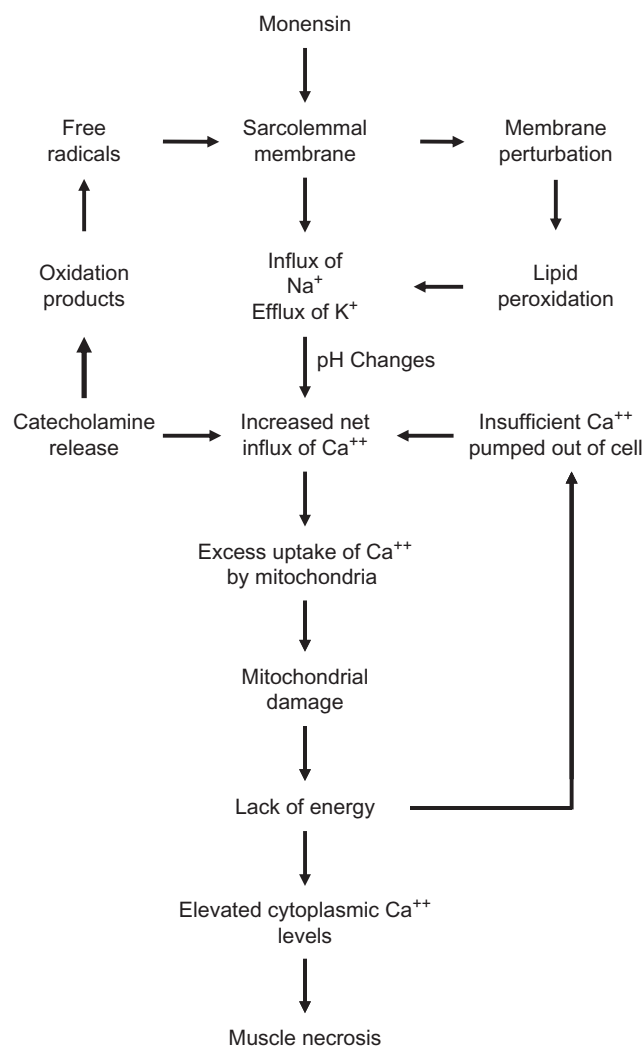 Monensin
Free
radicals
Sarcolemmal
membrane
Membrane
perturbation
Oxidation
products
Influx of
Na⁺
Efflux of K⁺
Lipid
peroxidation
pH Changes
Catecholamine
release
Increased net
influx of Ca⁺⁺
Insufficient Ca⁺⁺
pumped out of cell
Excess uptake of Ca⁺⁺
by mitochondria
Mitochondrial
damage
Lack of energy
Elevated cytoplasmic Ca⁺⁺
levels
Muscle necrosis